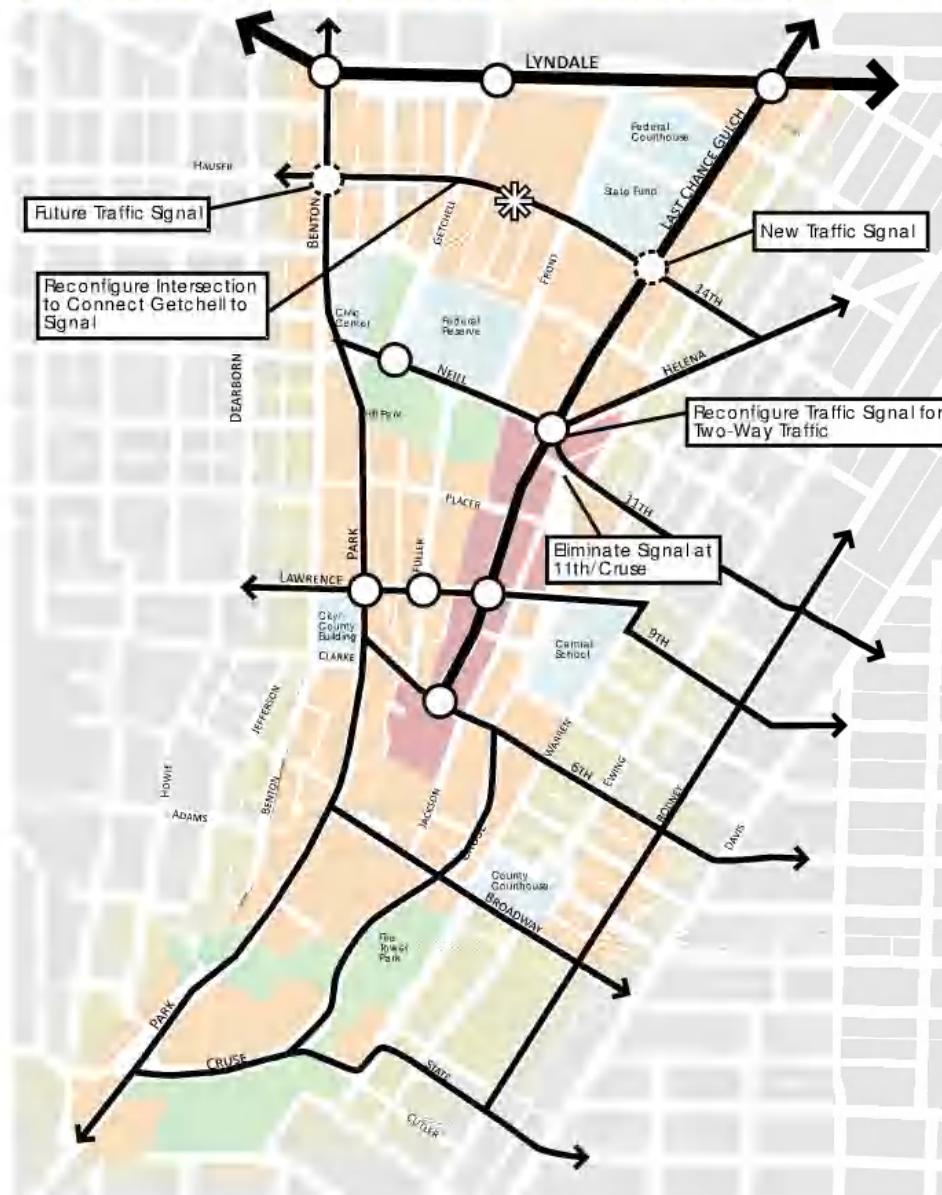 LYNDALE
Federal
Courthouse
LAST CHANCE GULCH
HAUSER
State Fund
Future Traffic Signal
BENTON
GETCHELL
New Traffic Signal
FRONT
Reconfigure Intersection
to Connect Getchell to
Signal
14TH
Civic
Center
Federal
Reserve
HELENA
NEILL
DEARBORN
Hill Park
Reconfigure Traffic Signal for
Two-Way Traffic
PLACER
11TH
PARK
FULLER
Eliminate Signal at
11th/Cruse
LAWRENCE
City/
County
Building
CLARKE
Central
School
9TH
JEFFERSON
WARREN
6TH
EWING
HOWIE
BENTON
ADAMS
JACKSON
RODNEY
DAVIS
CRUSE
County
Courthouse
BROADWAY
Fire
Tower
Park
PARK
CRUSE
STATE
CUTLER